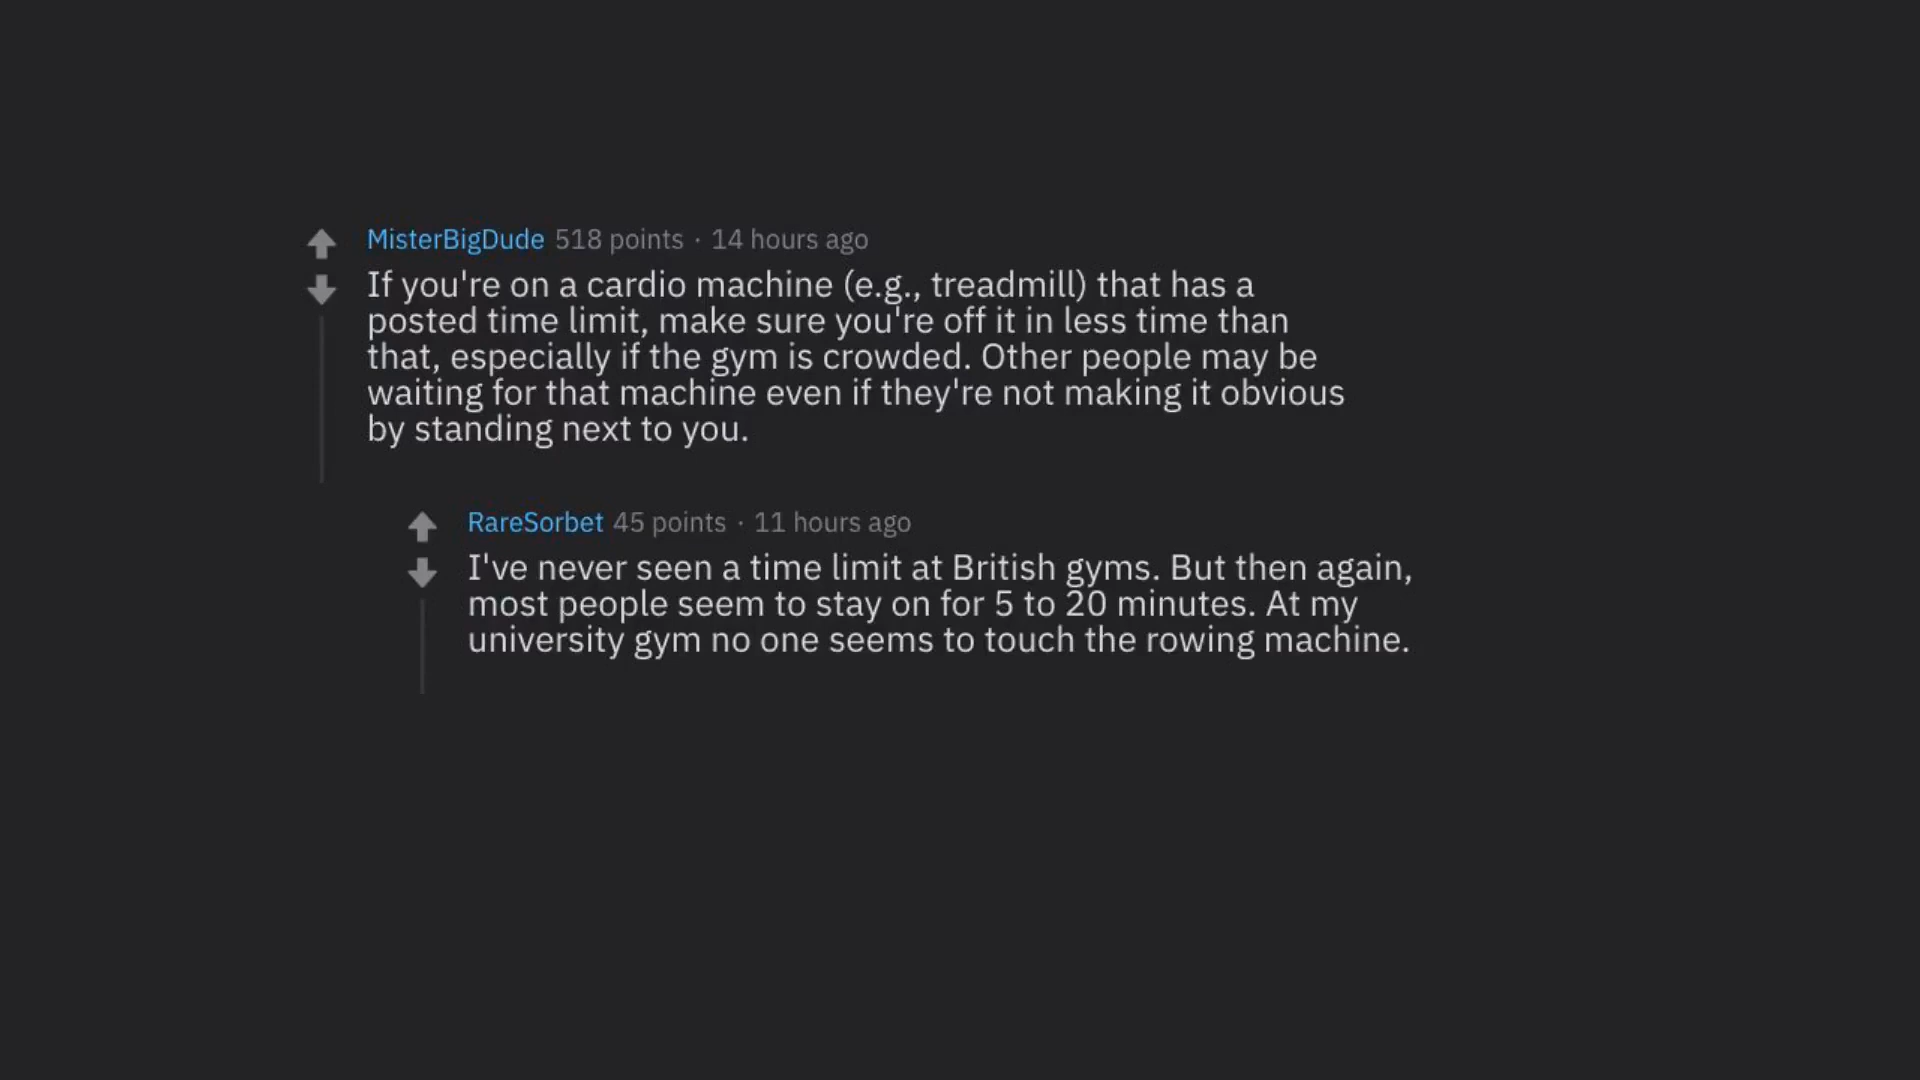 MisterBigDude 518 points · 14 hours ago
If you're on a cardio machine (e.g., treadmill) that has a
posted time limit, make sure you're off it in less time than
that, especially if the gym is crowded. Other people may be
waiting for that machine even if they're not making it obvious
by standing next to you.
RareSorbet 45 points · 11 hours ago
I've never seen a time limit at British gyms. But then again,
most people seem to stay on for 5 to 20 minutes. At my
university gym no one seems to touch the rowing machine.